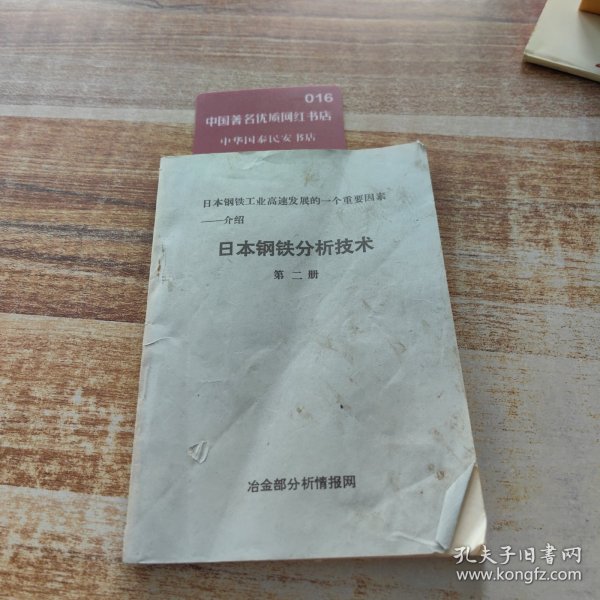 016
中国著名优质网红书店
中华国泰民安书店
日本钢铁工业高速发展的一个重要因素
——介绍
日本钢铁分析技术
第二册
冶金部分析情报网
孔夫子旧书网
www.kongfz.com